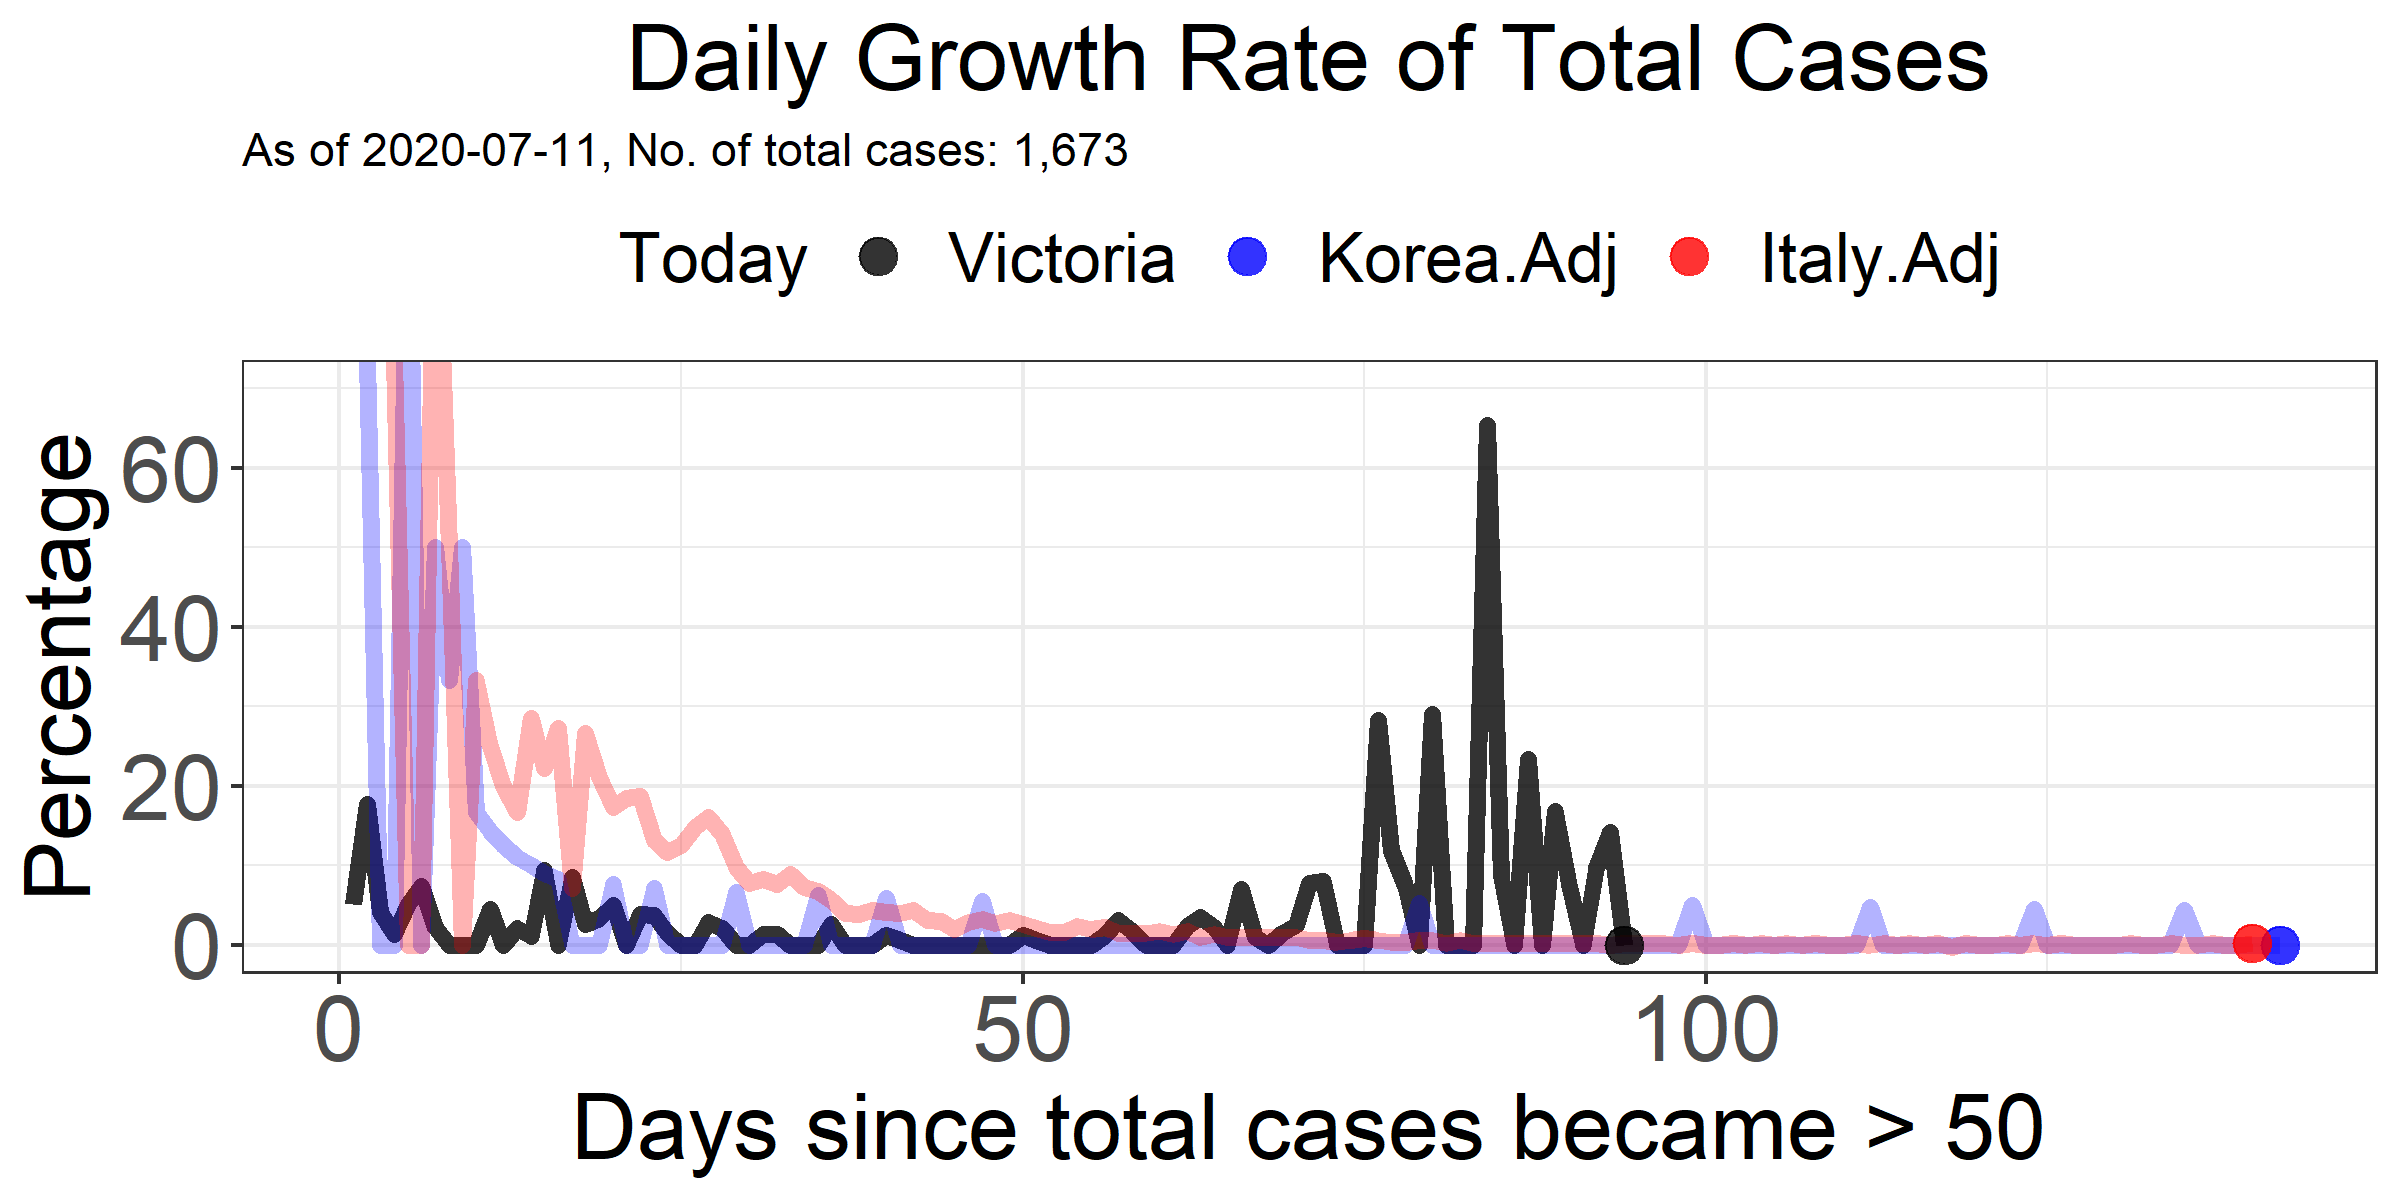 Daily Growth Rate of Total Cases
As of 2020-07-11, No. of total cases: 1,673
Today Victoria Korea.Adj Italy.Adj
Percentage
60
40
20
0
0 50 100
Days since total cases became > 50